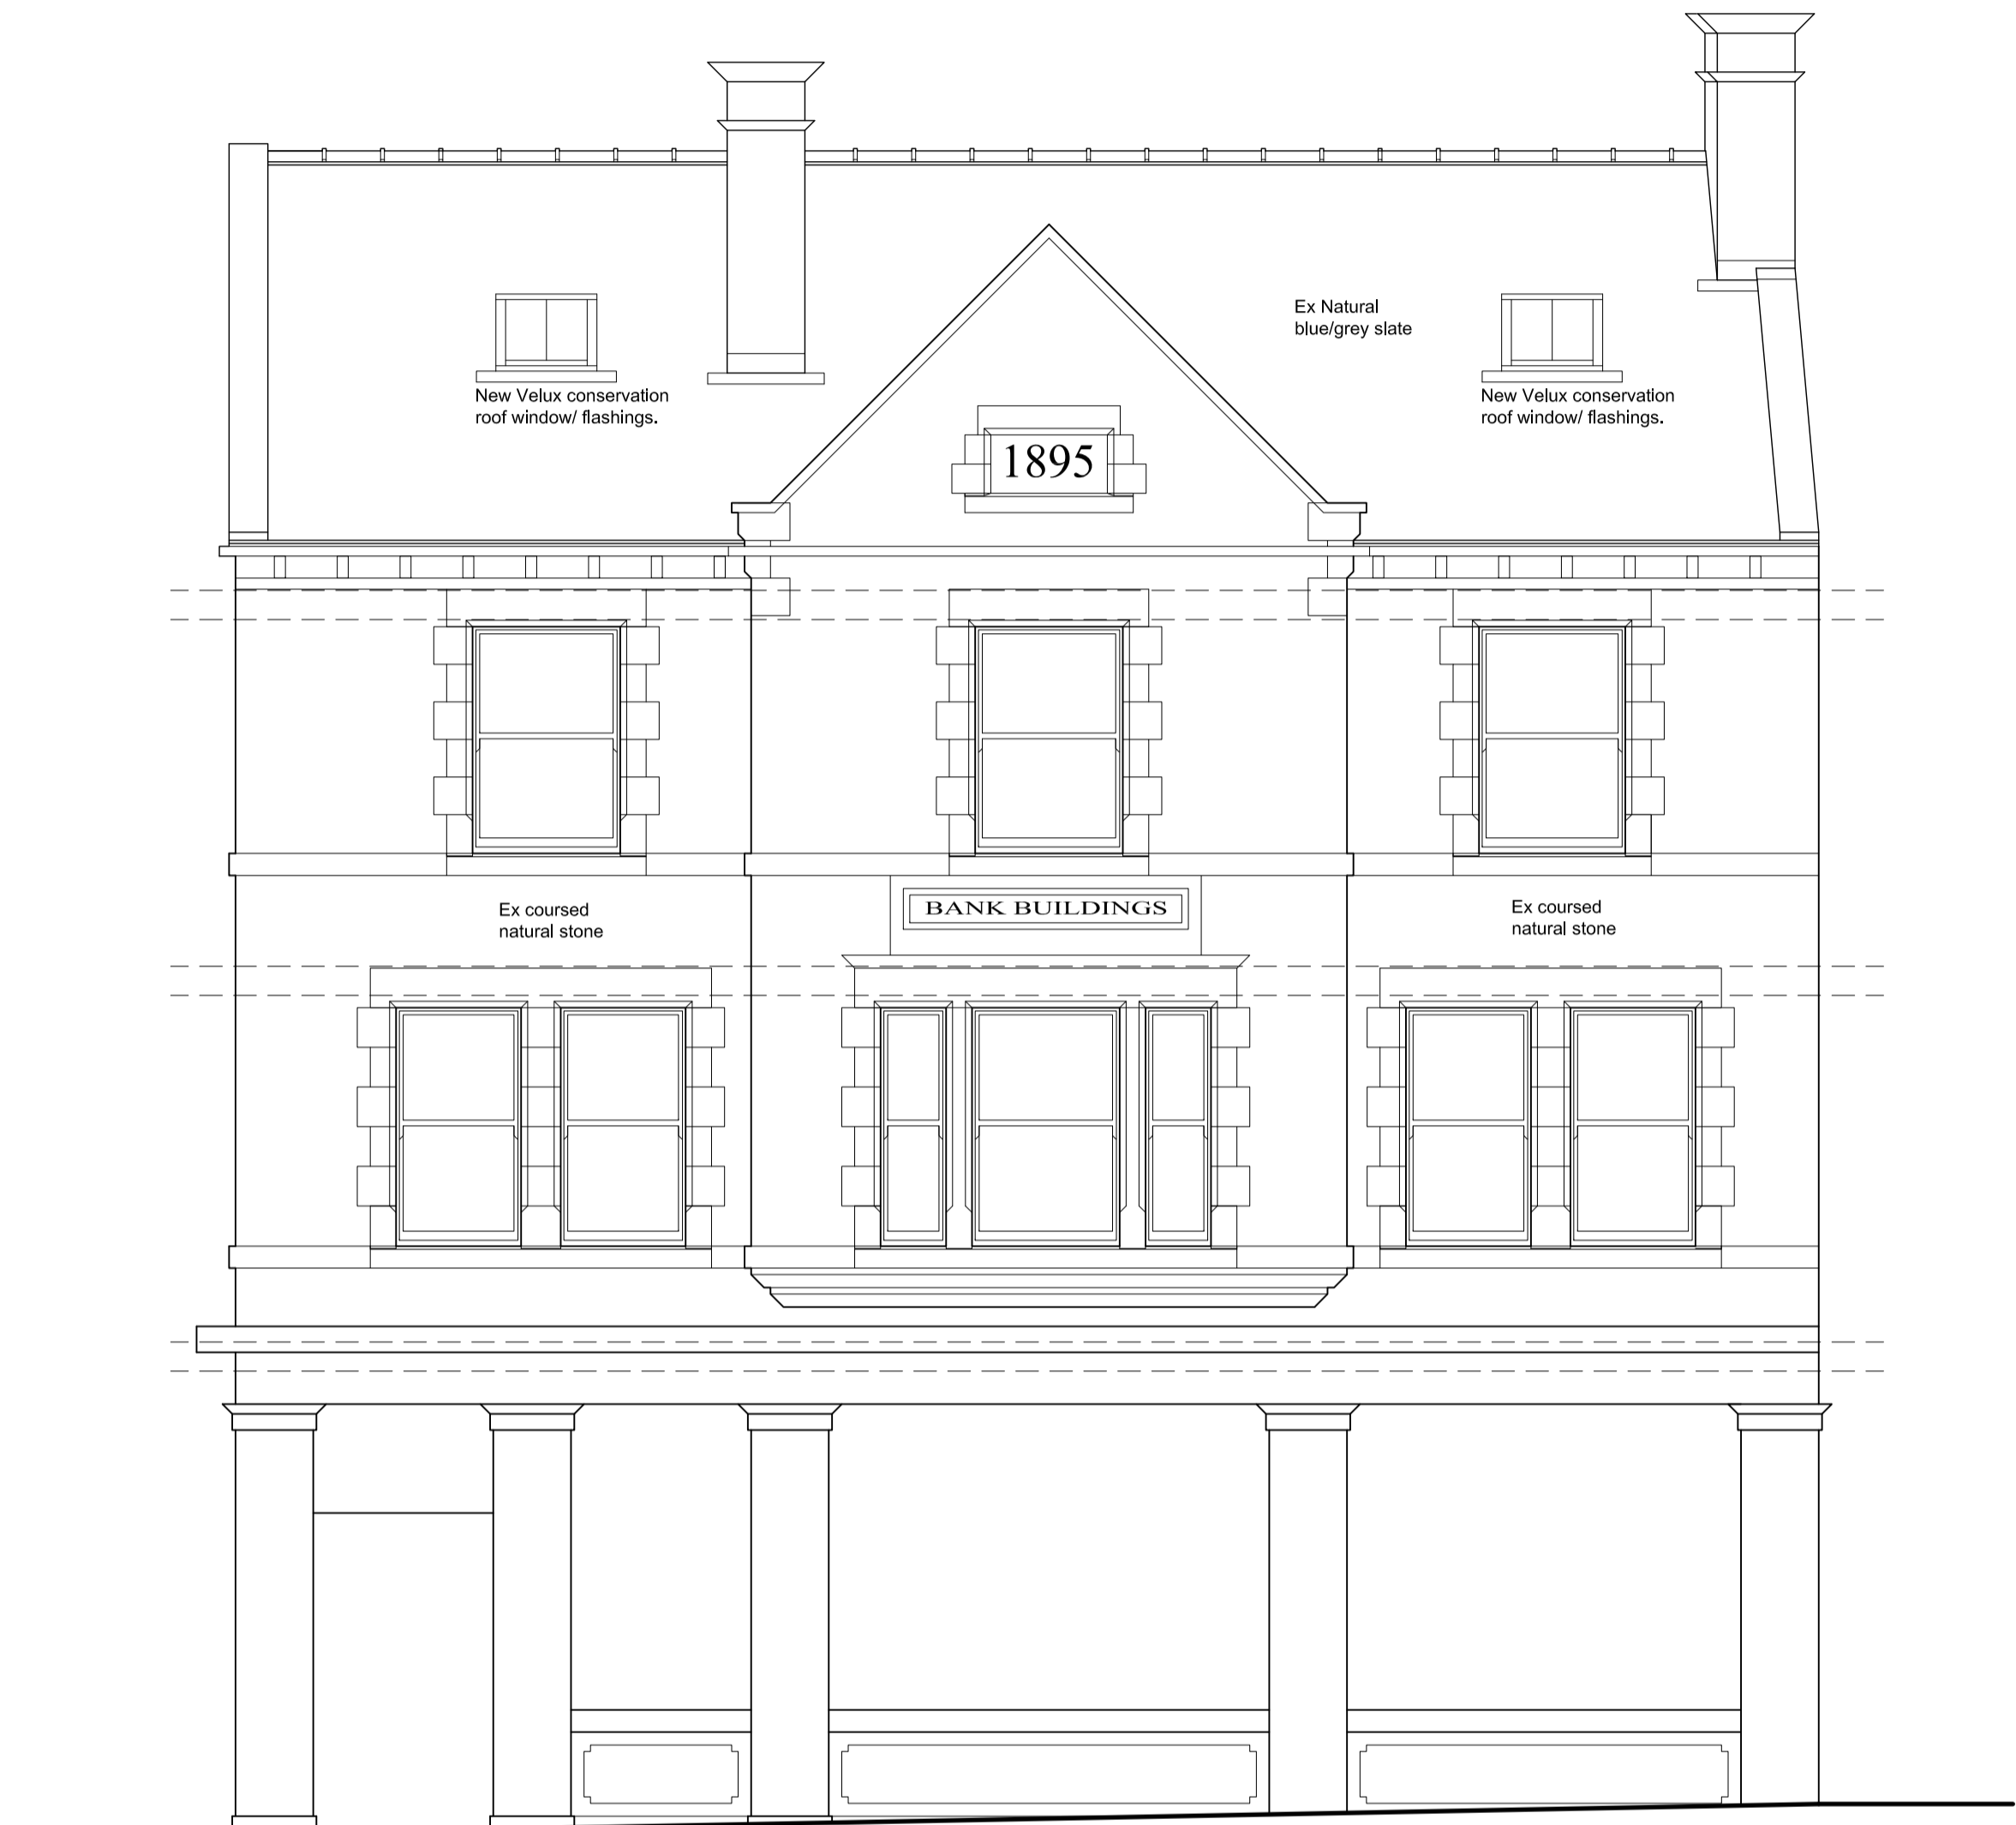 Ex Natural
blue/grey slate
New Velux conservation
roof window/ flashings.
New Velux conservation
roof window/ flashings.
1895
Ex coursed
natural stone
BANK BUILDINGS
Ex coursed
natural stone